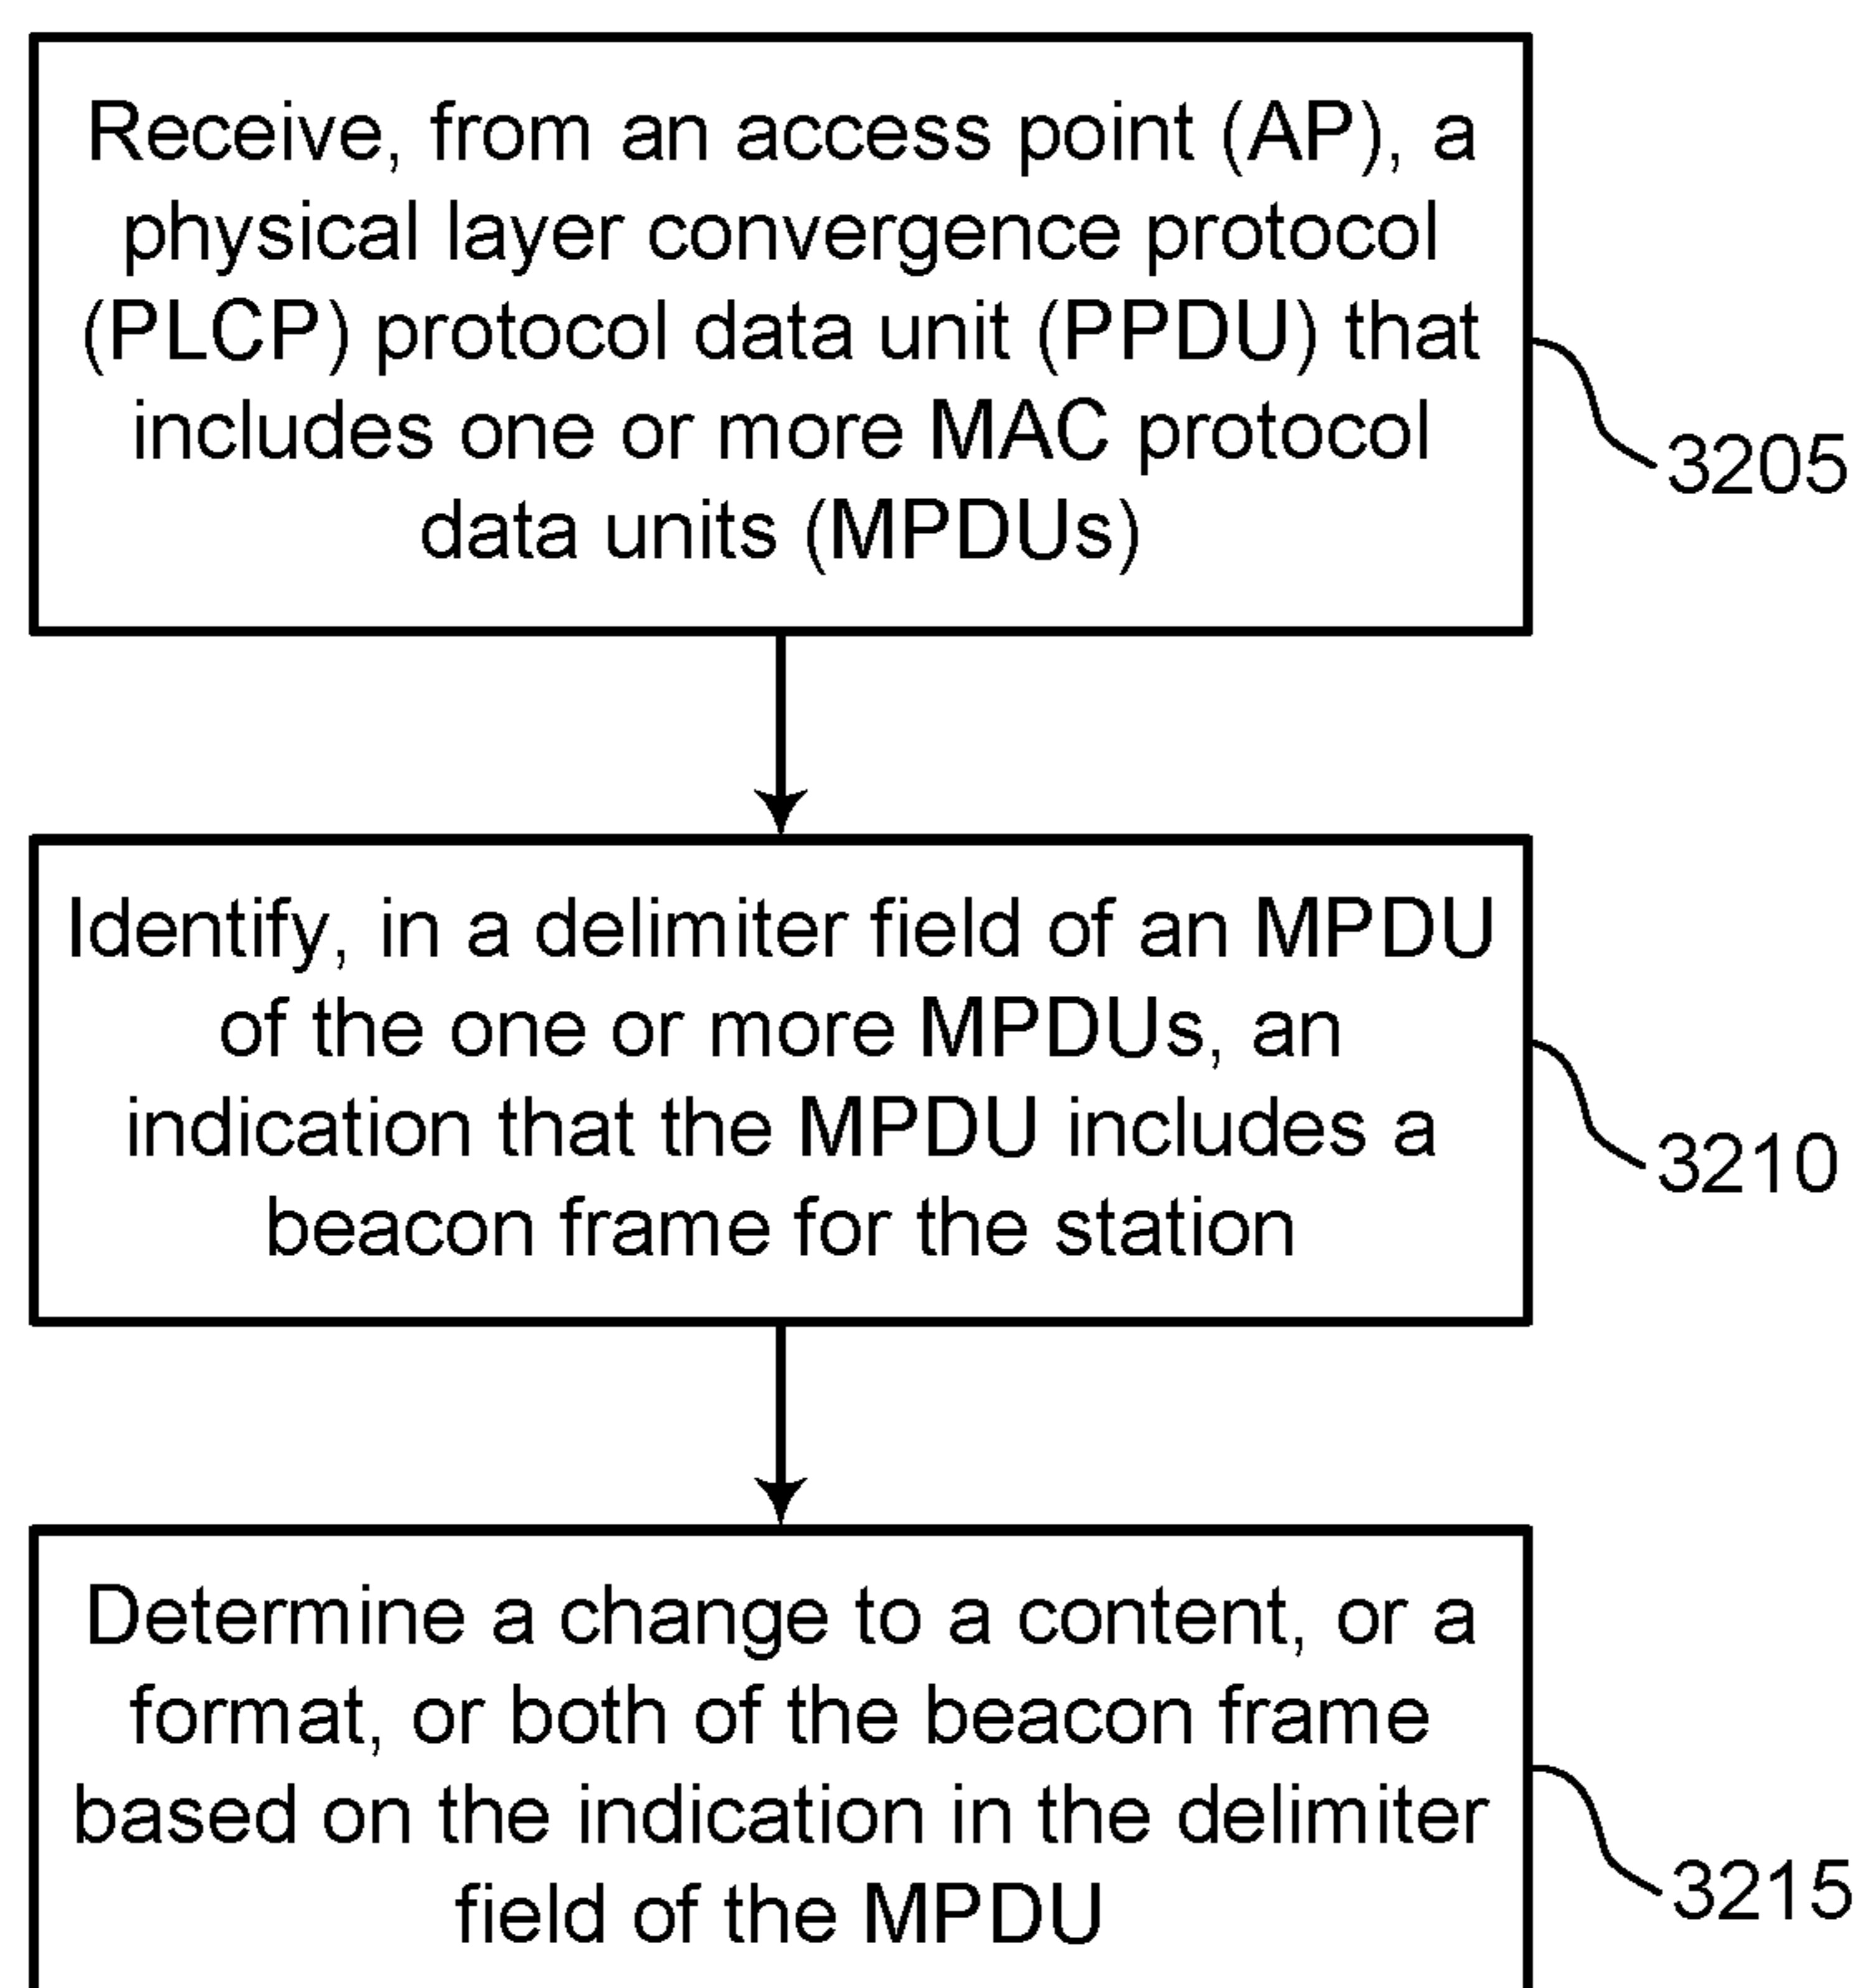 Receive, from an access point (AP), a
physical layer convergence protocol
(PLCP) protocol data unit (PPDU) that
includes one or more MAC protocol
data units (MPDUs)
3205
Identify, in a delimiter field of an MPDU
of the one or more MPDUs, an
indication that the MPDU includes a
beacon frame for the station
3210
Determine a change to a content, or a
format, or both of the beacon frame
based on the indication in the delimiter
field of the MPDU
3215